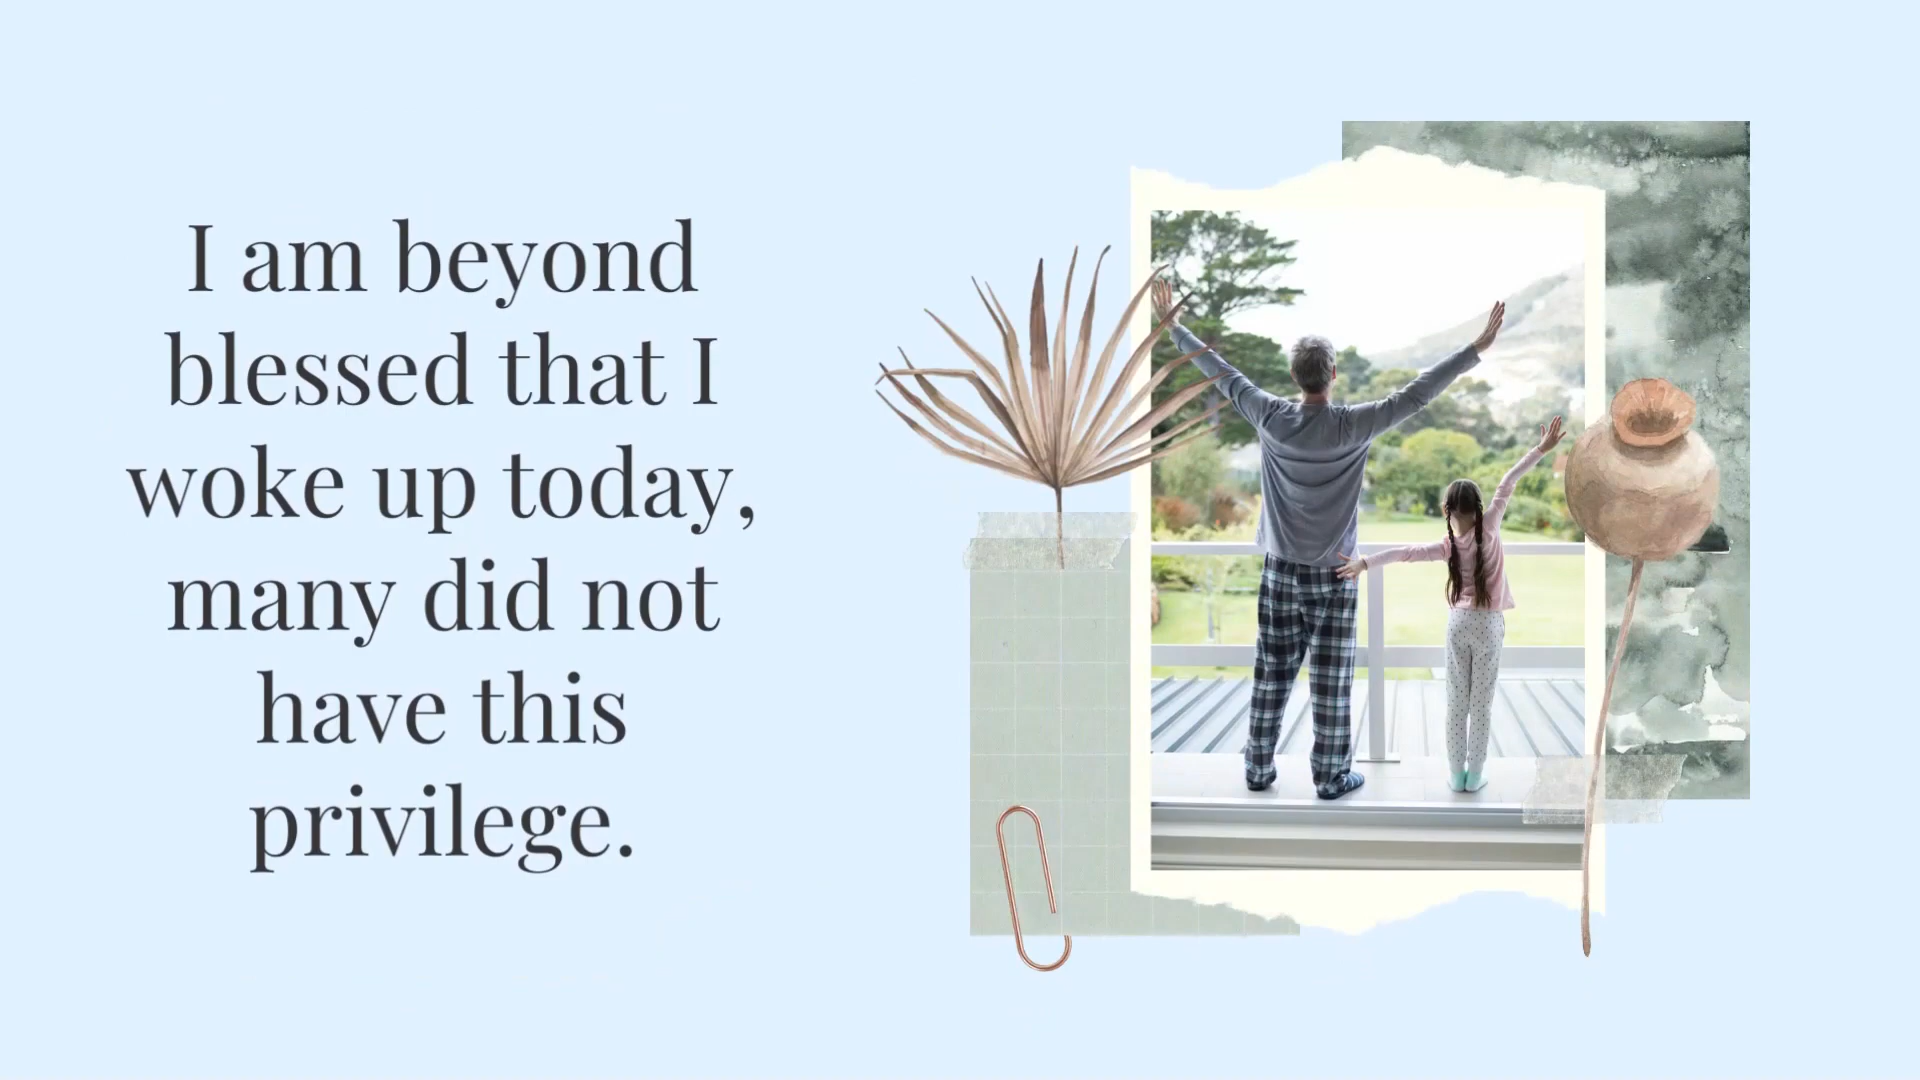 I am beyond
blessed that I
woke up today,
many did not
have this
privilege.